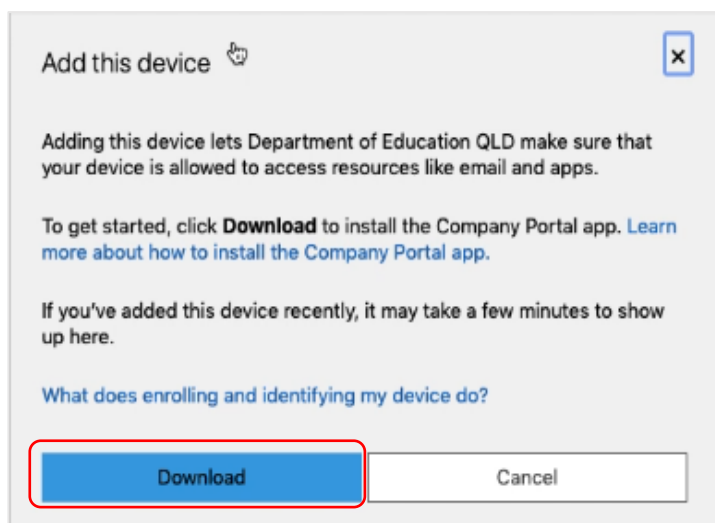 Add this device
×
Adding this device lets Department of Education QLD make sure that
your device is allowed to access resources like email and apps.
To get started, click Download to install the Company Portal app. Learn
more about how to install the Company Portal app.
If you've added this device recently, it may take a few minutes to show
up here.
What does enrolling and identifying my device do?
Download
Cancel